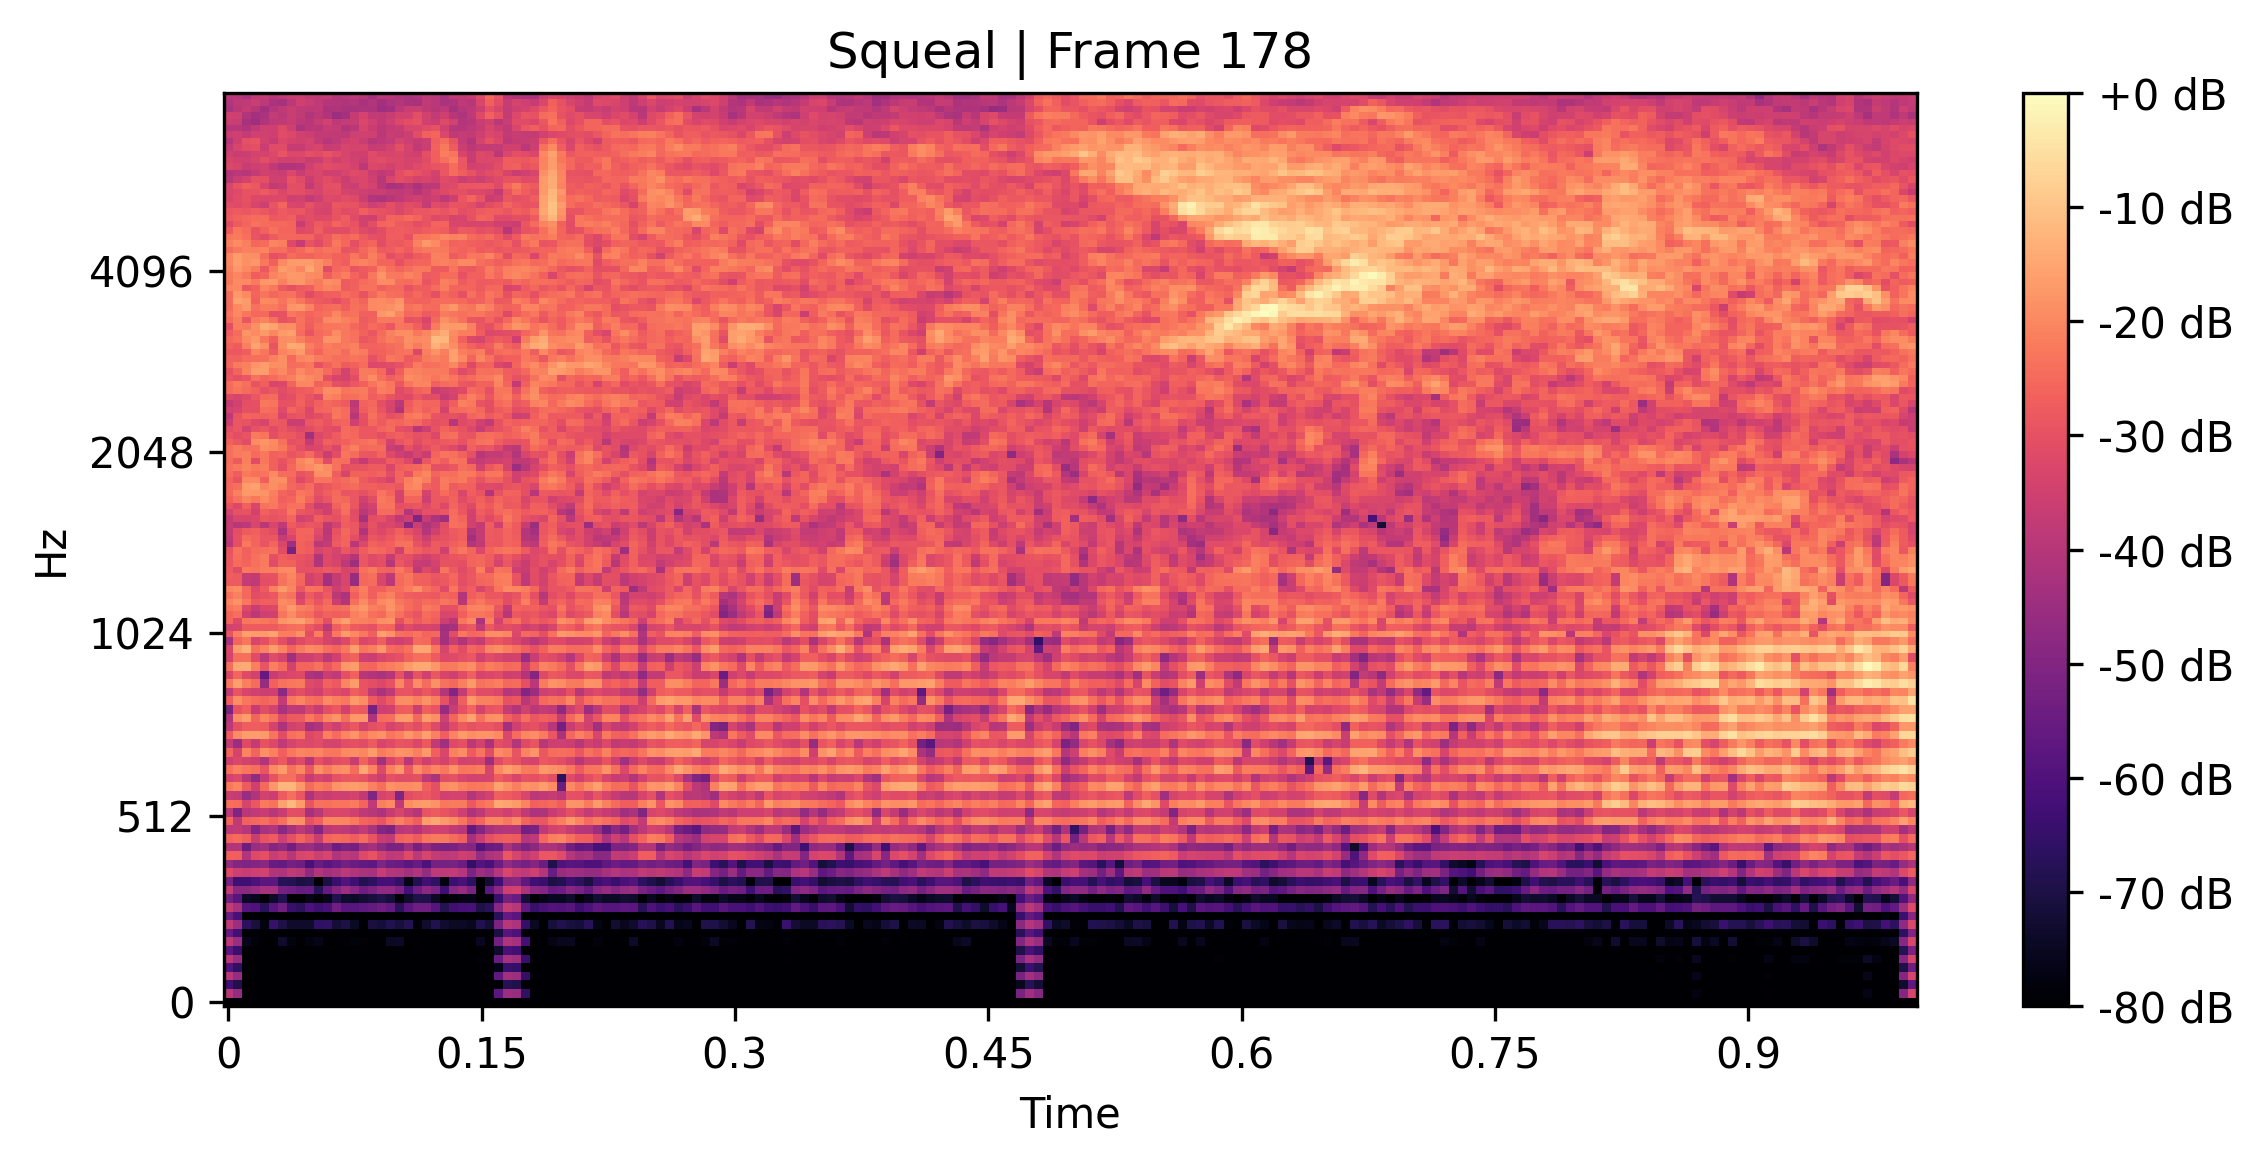 Squeal | Frame 178
Hz
4096
2048
1024
512
0
0 0.15 0.3 0.45 0.6 0.75 0.9
Time
+0 dB
-10 dB
-20 dB
-30 dB
-40 dB
-50 dB
-60 dB
-70 dB
-80 dB